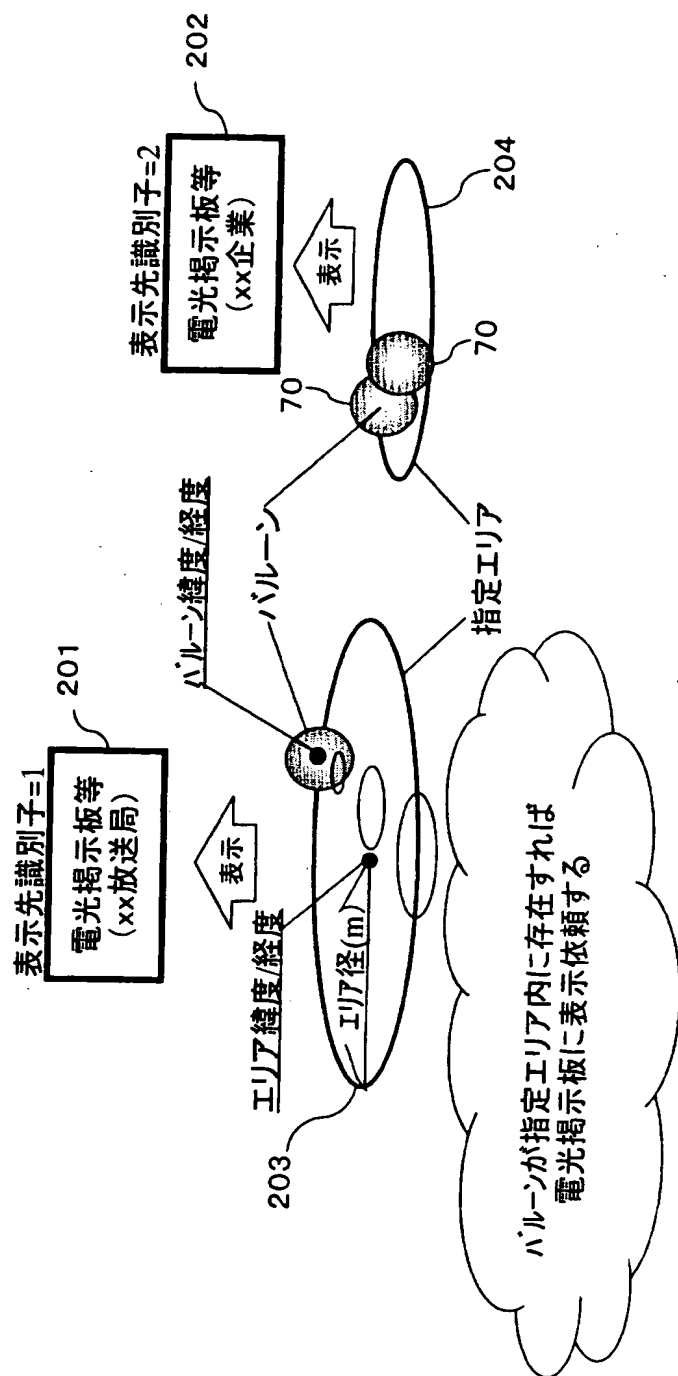 表示先識別子=1
電光掲示板等
(xx放送局)
201
表示
エリア緯度/経度
エリア径(m)
203
バルーン緯度/経度
バルーン
指定エリア
表示先識別子=2
電光掲示板等
(xx企業)
202
表示
70
70
204
バルーンが指定エリア内に存在すれば
電光掲示板に表示依頼する